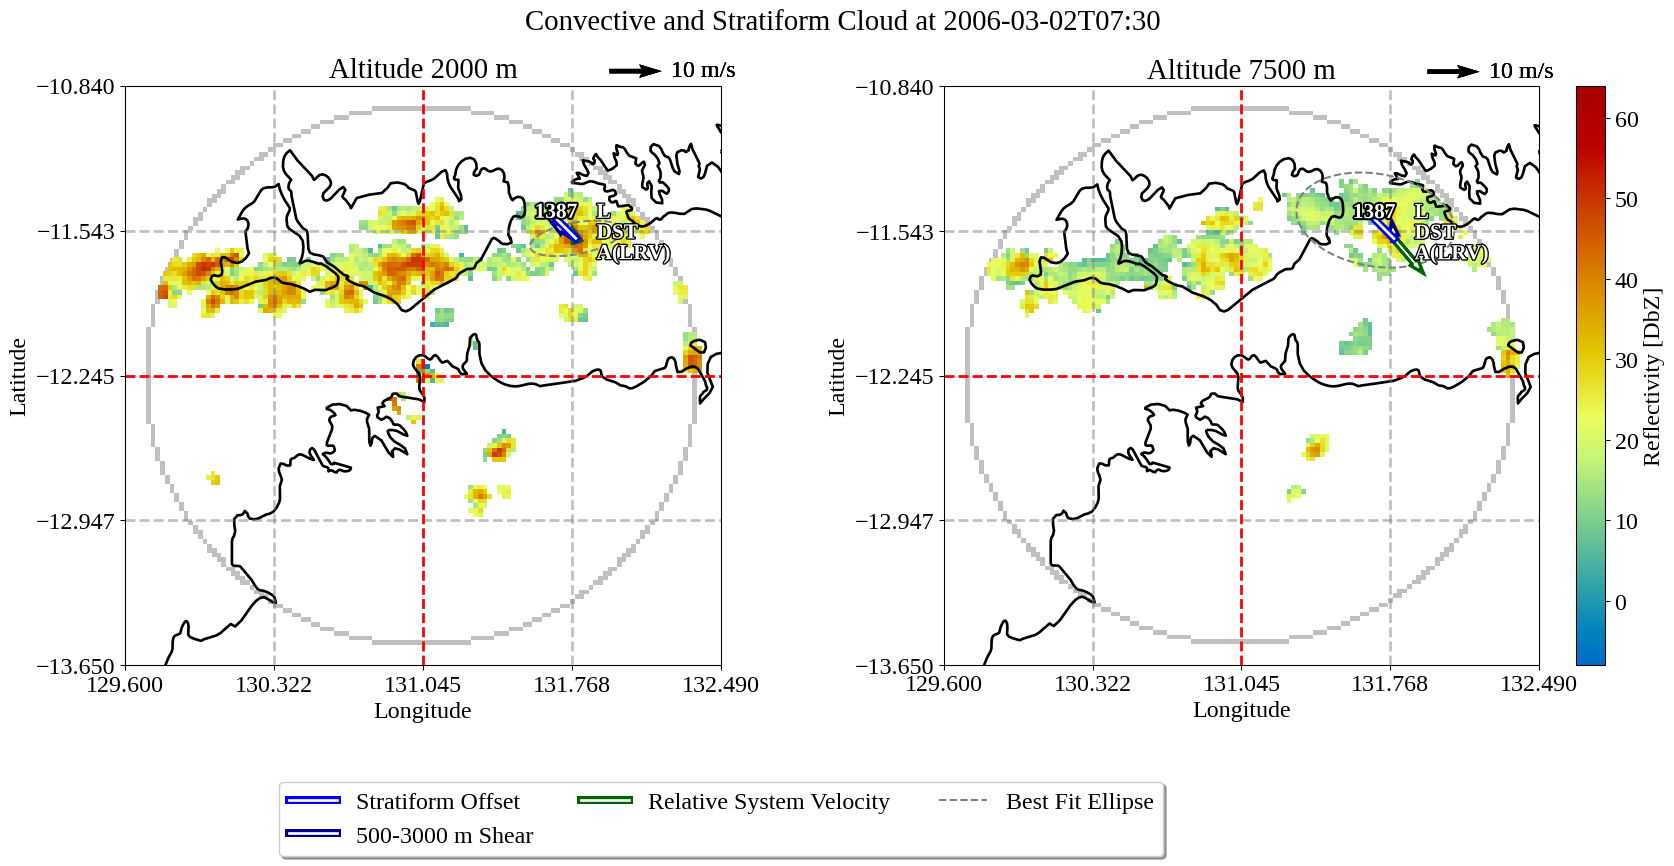 Convective and Stratiform Cloud at 2006-03-02T07:30
Altitude 2000 m
10 m/s
Altitude 7500 m
10 m/s
−10.840
−11.543
−12.245
−12.947
−13.650
Latitude
1387
L
DST
A(LRV)
129.600
130.322
131.045
131.768
132.490
Longitude
−10.840
−11.543
−12.245
−12.947
−13.650
Latitude
1387
L
DST
A(LRV)
129.600
130.322
131.045
131.768
132.490
Longitude
60
50
40
30
20
10
0
Reflectivity [DbZ]
Stratiform Offset
Relative System Velocity
Best Fit Ellipse
500-3000 m Shear